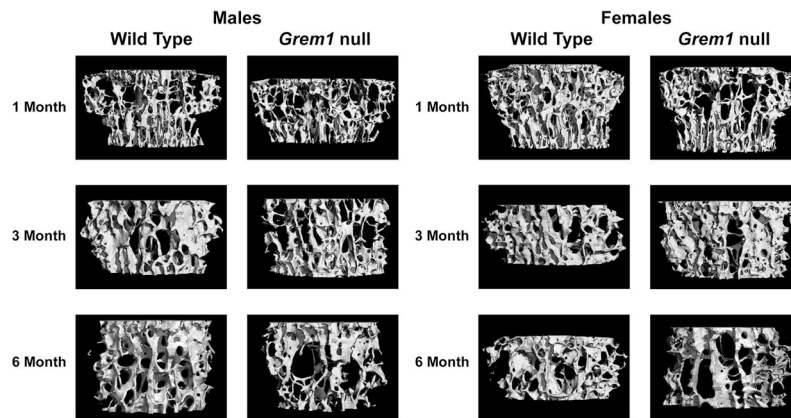 Males
Females
Wild Type
Grem1 null
Wild Type
Grem1 null
1 Month
1 Month
3 Month
3 Month
6 Month
6 Month